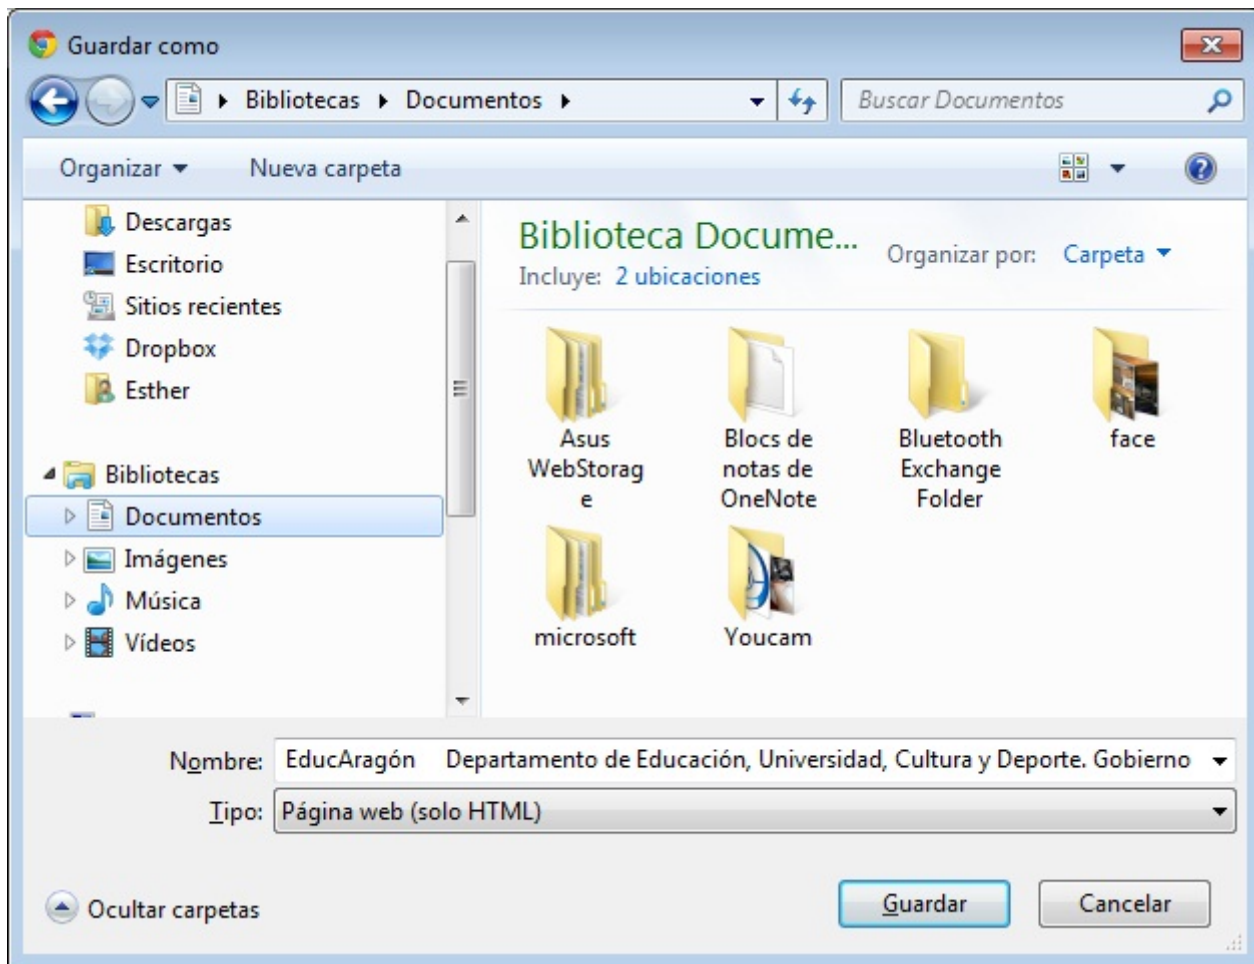 Guardar como
Bibliotecas Documentos
Buscar Documentos
Organizar
Nueva carpeta
Descargas
Escritorio
Sitios recientes
Dropbox
Esther
Bibliotecas
Documentos
Imágenes
Música
Vídeos
Biblioteca Docume...
Incluye: 2 ubicaciones
Organizar por: Carpeta
Asus
WebStorag
e
Blocs de
notas de
OneNote
Bluetooth
Exchange
Folder
face
microsoft
Youcam
Nombre: EducAragón Departamento de Educación, Universidad, Cultura y Deporte. Gobierno
Tipo: Página web (solo HTML)
Ocultar carpetas
Guardar
Cancelar